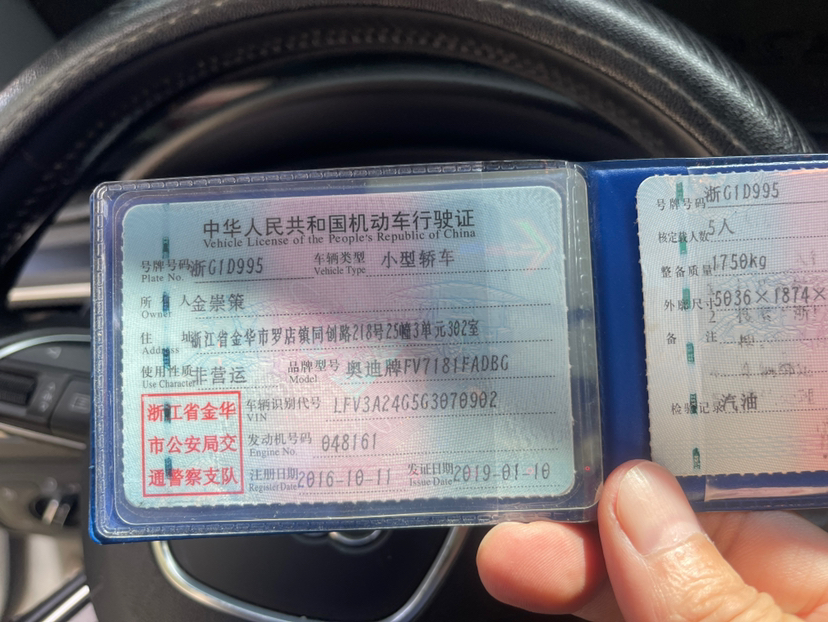 中华人民共和国机动车行驶证
Vehicle License of the People's Republic of China
号牌号码 浙G1D995 车辆类型 小型轿车
Plate No. Vehicle Type
所有人 金崇策
Owner
住址 浙江省金华市罗店镇同创路218号25幢3单元302室
Address
使用性质 非营运 品牌型号 奥迪牌FV7181FADBG
Use Character Model
浙江省金华
市公安局交
通警察支队
车辆识别代号 LFV3A24G5G3070902
VIN
发动机号码 048161
Engine No.
注册日期 2016-10-11 发证日期 2019-01-10
Register Date Issue Date
号牌号码 浙G1D995
核定载人数 5人
整备质量 1750kg
外廓尺寸 5036×1874×
备注
检验记录 汽油